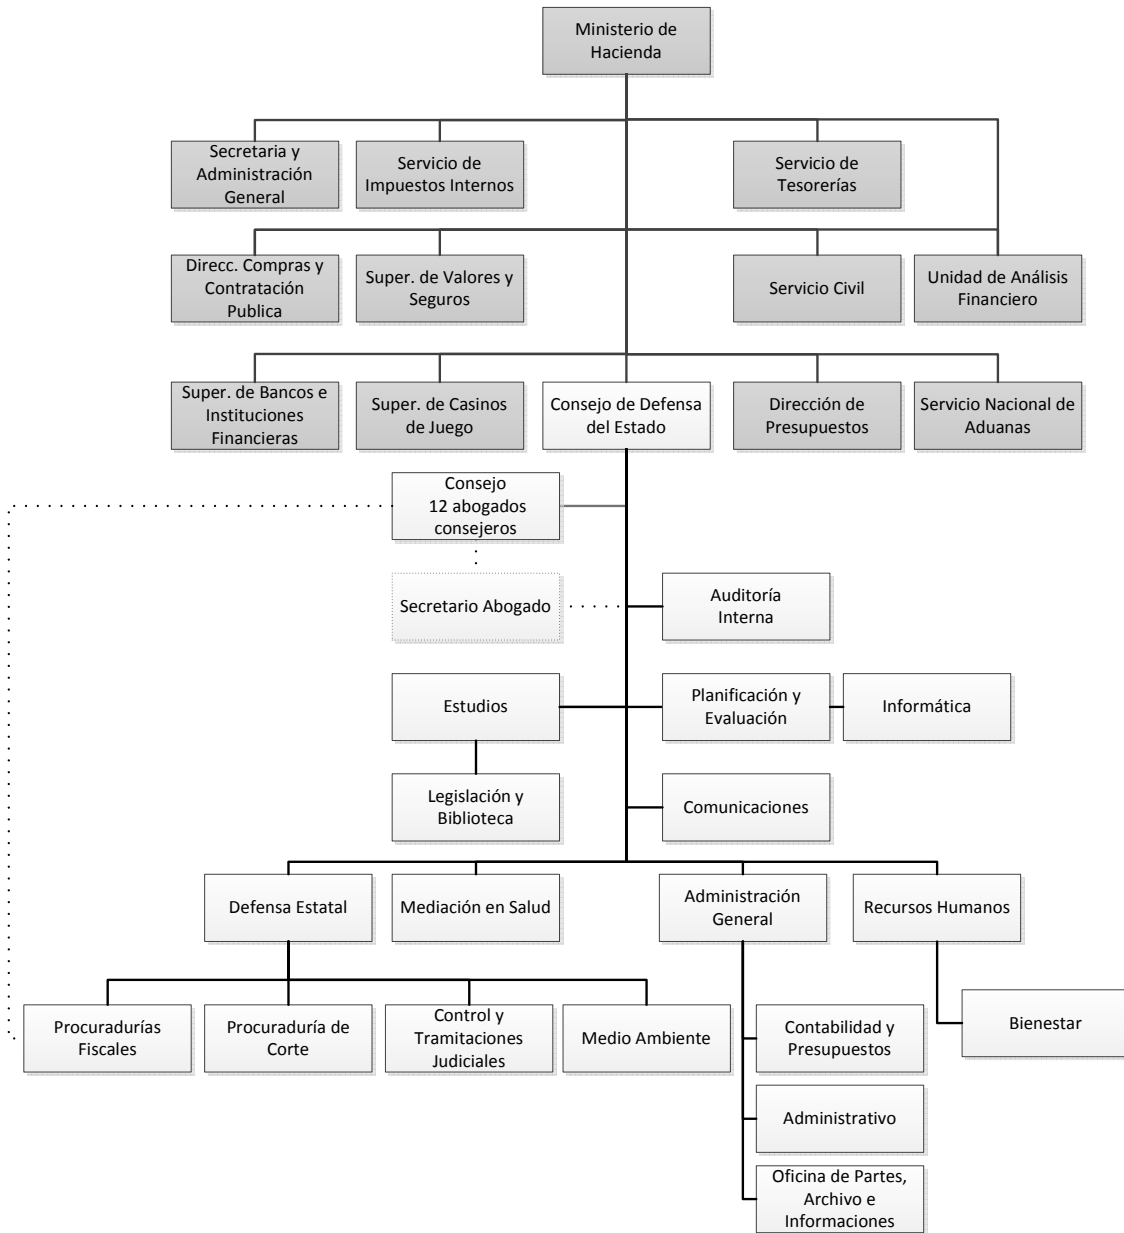 Ministerio de
Hacienda
Secretaria y
Administración
General
Servicio de
Impuestos Internos
Servicio de
Tesorerías
Direcc. Compras y
Contratación
Publica
Super. de Valores y
Seguros
Servicio Civil
Unidad de Análisis
Financiero
Super. de Bancos e
Instituciones
Financieras
Super. de Casinos
de Juego
Consejo de Defensa
del Estado
Dirección de
Presupuestos
Servicio Nacional de
Aduanas
Consejo
12 abogados
consejeros
Secretario Abogado
Auditoría
Interna
Estudios
Planificación y
Evaluación
Informática
Legislación y
Biblioteca
Comunicaciones
Defensa Estatal
Mediación en Salud
Administración
General
Recursos Humanos
Procuradurías
Fiscales
Procuraduría de
Corte
Control y
Tramitaciones
Judiciales
Medio Ambiente
Contabilidad y
Presupuestos
Bienestar
Administrativo
Oficina de Partes,
Archivo e
Informaciones